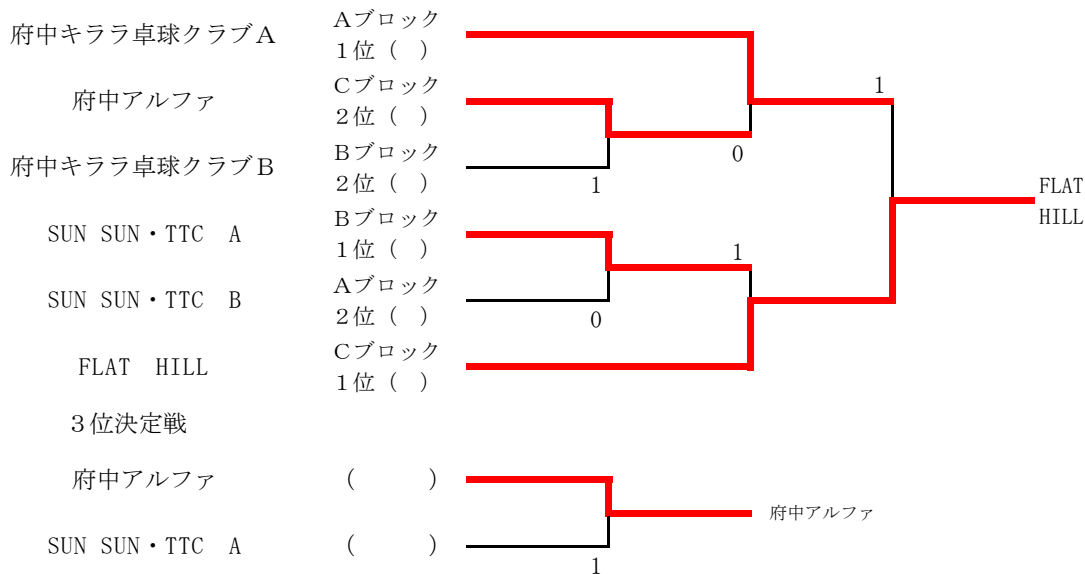 府中キララ卓球クラブA
Aブロック
1位（　）
1
府中アルファ
Cブロック
2位（　）
0
府中キララ卓球クラブB
Bブロック
2位（　）
1
FLAT
HILL
SUN SUN・TTC　A
Bブロック
1位（　）
1
SUN SUN・TTC　B
Aブロック
2位（　）
0
FLAT　HILL
Cブロック
1位（　）
３位決定戦
府中アルファ
（　　　）
府中アルファ
SUN SUN・TTC　A
（　　　）
1